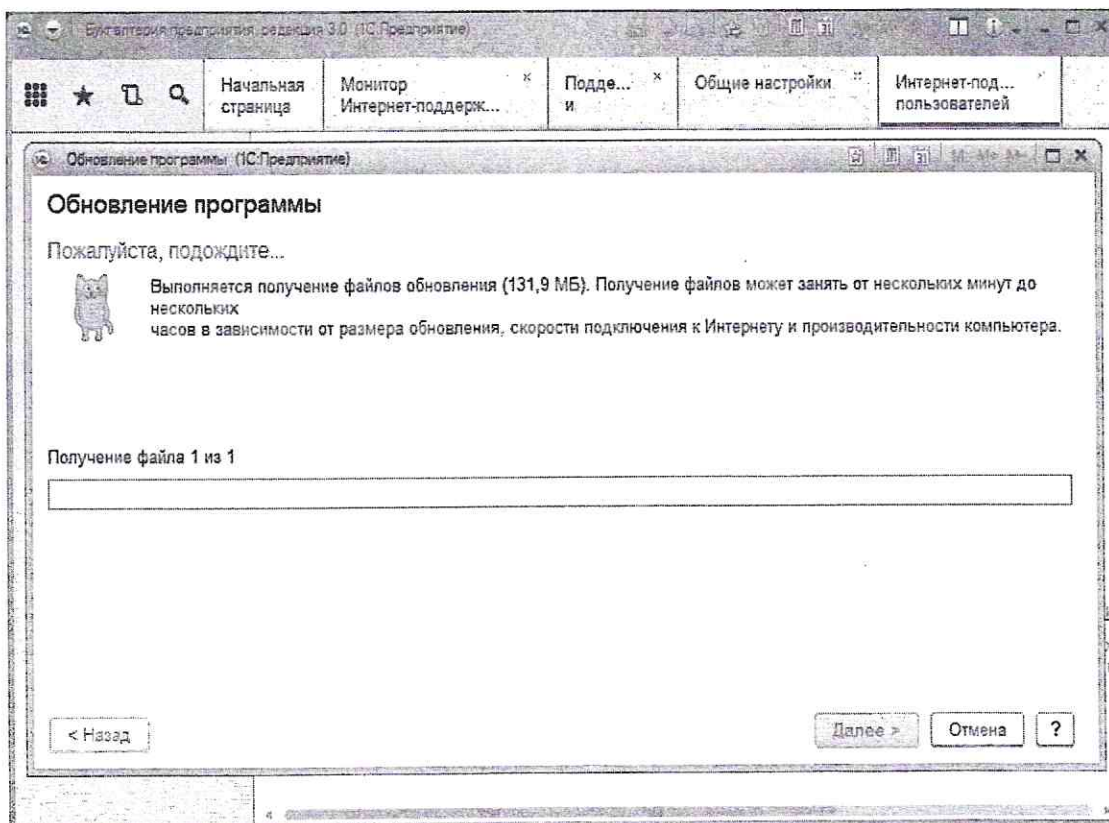 Бухгалтерия предприятия, редакция 3.0 (1С:Предприятие)
Начальная
страница
Монитор
Интернет-поддерж...
Подде...
и
Общие настройки
Интернет-под...
пользователей
Обновление программы (1С:Предприятие)
M M+ M-
Обновление программы
Пожалуйста, подождите...
Выполняется получение файлов обновления (131,9 МБ). Получение файлов может занять от нескольких минут до
нескольких
часов в зависимости от размера обновления, скорости подключения к Интернету и производительности компьютера.
Получение файла 1 из 1
< Назад
Далее >
Отмена
?